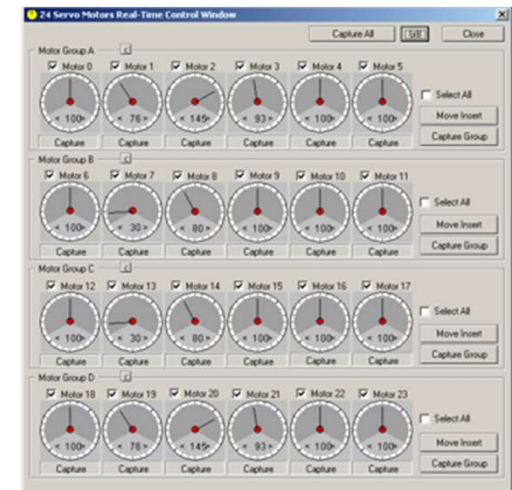 24 Servo Motors Real-Time Control Window
Capture All Close
Motor Group A c
Motor 0 Motor 1 Motor 2 Motor 3 Motor 4 Motor 5
Select All
< 100> < 76 > < 145> < 93 > < 100> < 100>
Move Insert
Capture Capture Capture Capture Capture Capture
Capture Group
Motor Group B c
Motor 6 Motor 7 Motor 8 Motor 9 Motor 10 Motor 11
Select All
< 100> < 30 > < 80 > < 100> < 100> < 100>
Move Insert
Capture Capture Capture Capture Capture Capture
Capture Group
Motor Group C c
Motor 12 Motor 13 Motor 14 Motor 15 Motor 16 Motor 17
Select All
< 100> < 30 > < 80 > < 100> < 100> < 100>
Move Insert
Capture Capture Capture Capture Capture Capture
Capture Group
Motor Group D c
Motor 18 Motor 19 Motor 20 Motor 21 Motor 22 Motor 23
Select All
< 100> < 76 > < 145> < 93 > < 100> < 100>
Move Insert
Capture Capture Capture Capture Capture Capture
Capture Group